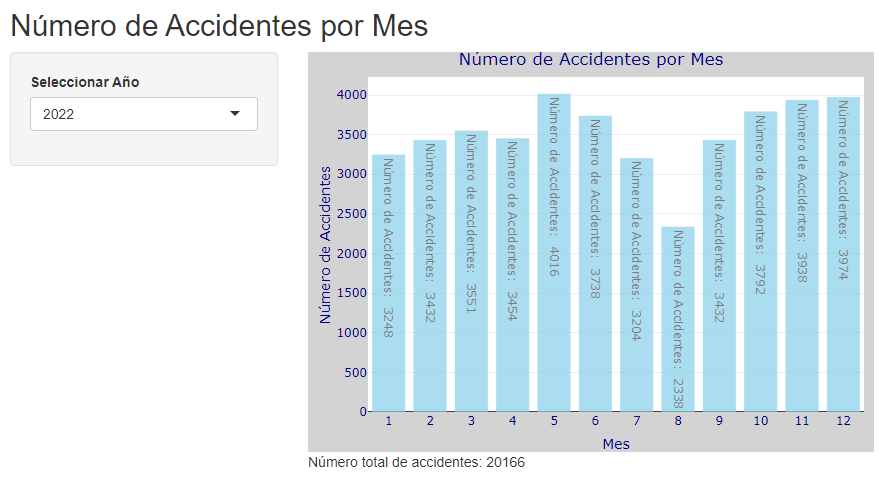 Número de Accidentes por Mes
Seleccionar Año
2022
Número de Accidentes por Mes
Número de Accidentes
4000
3500
3000
2500
2000
1500
1000
500
0
Número de Accidentes: 3248
Número de Accidentes: 3432
Número de Accidentes: 3551
Número de Accidentes: 3454
Número de Accidentes: 4016
Número de Accidentes: 3738
Número de Accidentes: 3204
Número de Accidentes: 2338
Número de Accidentes: 3432
Número de Accidentes: 3792
Número de Accidentes: 3938
Número de Accidentes: 3974
1 2 3 4 5 6 7 8 9 10 11 12
Mes
Número total de accidentes: 20166